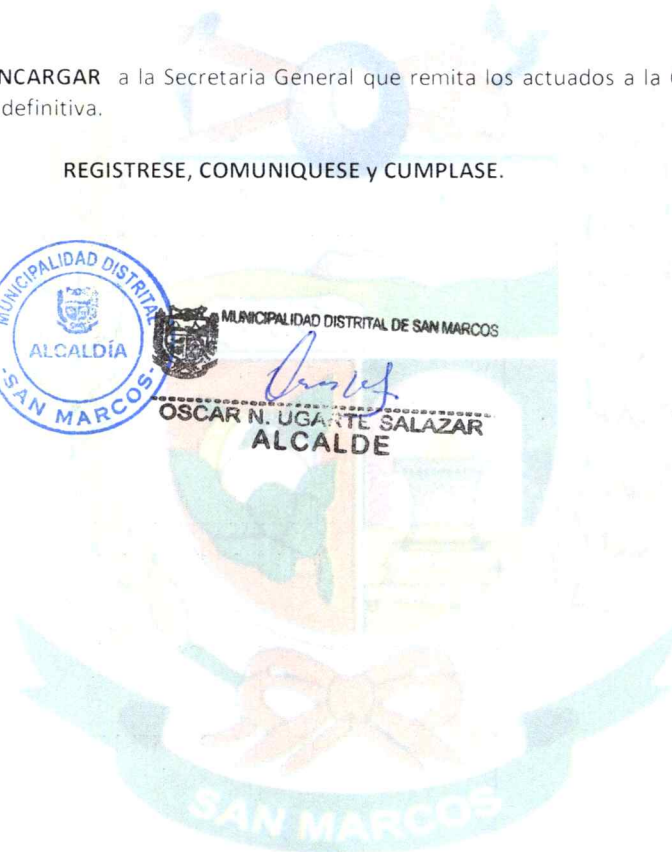 NCARGAR a la Secretaria General que remita los actuados a la
definitiva.
REGISTRESE, COMUNIQUESE y CUMPLASE.
MUNICIPALIDAD DISTRITAL
ALCALDÍA
-SAN MARCOS-
MUNICIPALIDAD DISTRITAL DE SAN MARCOS
OSCAR N. UGARTE SALAZAR
ALCALDE
SAN MARCOS